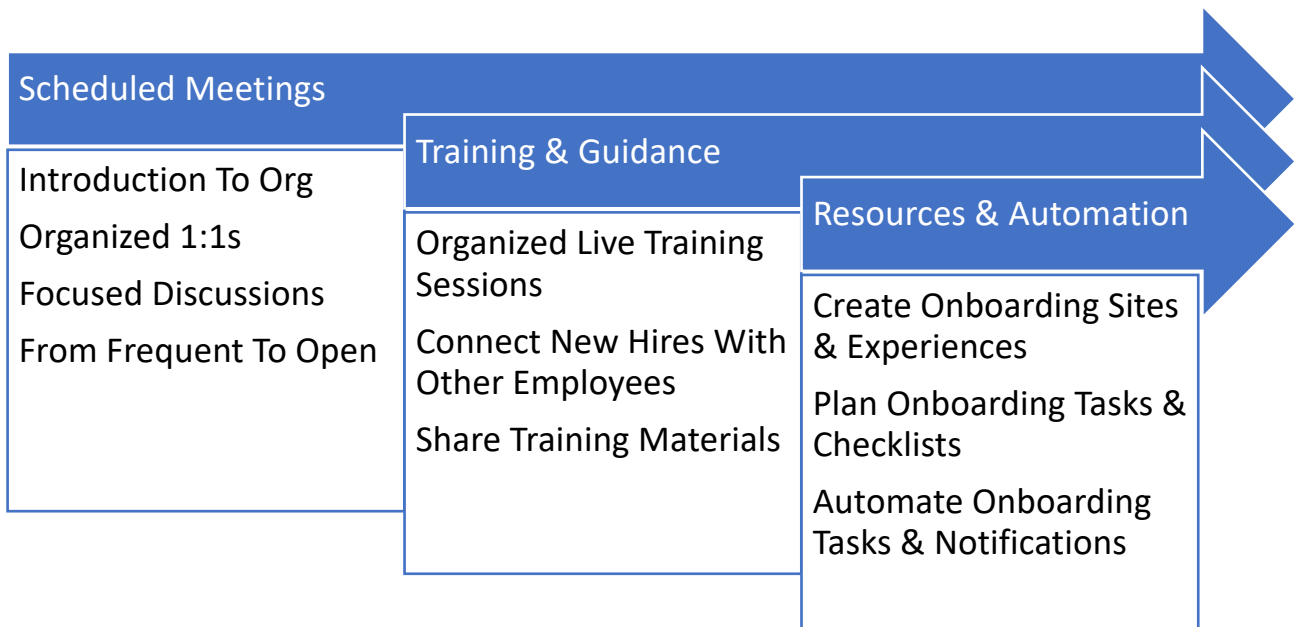 Scheduled Meetings
Introduction To Org
Organized 1:1s
Focused Discussions
From Frequent To Open
Training & Guidance
Organized Live Training
Sessions
Connect New Hires With
Other Employees
Share Training Materials
Resources & Automation
Create Onboarding Sites
& Experiences
Plan Onboarding Tasks &
Checklists
Automate Onboarding
Tasks & Notifications